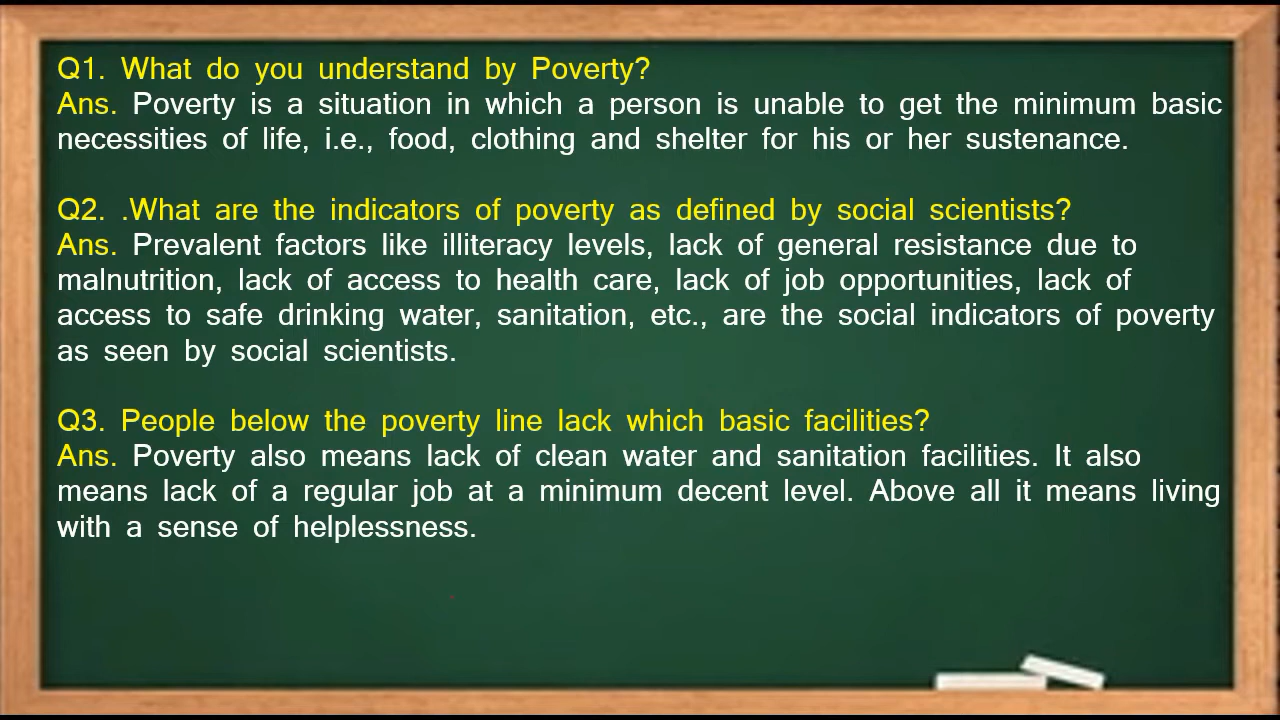 Q1. What do you understand by Poverty?
Ans. Poverty is a situation in which a person is unable to get the minimum basic
necessities of life, i.e., food, clothing and shelter for his or her sustenance.
Q2. .What are the indicators of poverty as defined by social scientists?
Ans. Prevalent factors like illiteracy levels, lack of general resistance due to
malnutrition, lack of access to health care, lack of job opportunities, lack of
access to safe drinking water, sanitation, etc., are the social indicators of poverty
as seen by social scientists.
Q3. People below the poverty line lack which basic facilities?
Ans. Poverty also means lack of clean water and sanitation facilities. It also
means lack of a regular job at a minimum decent level. Above all it means living
with a sense of helplessness.